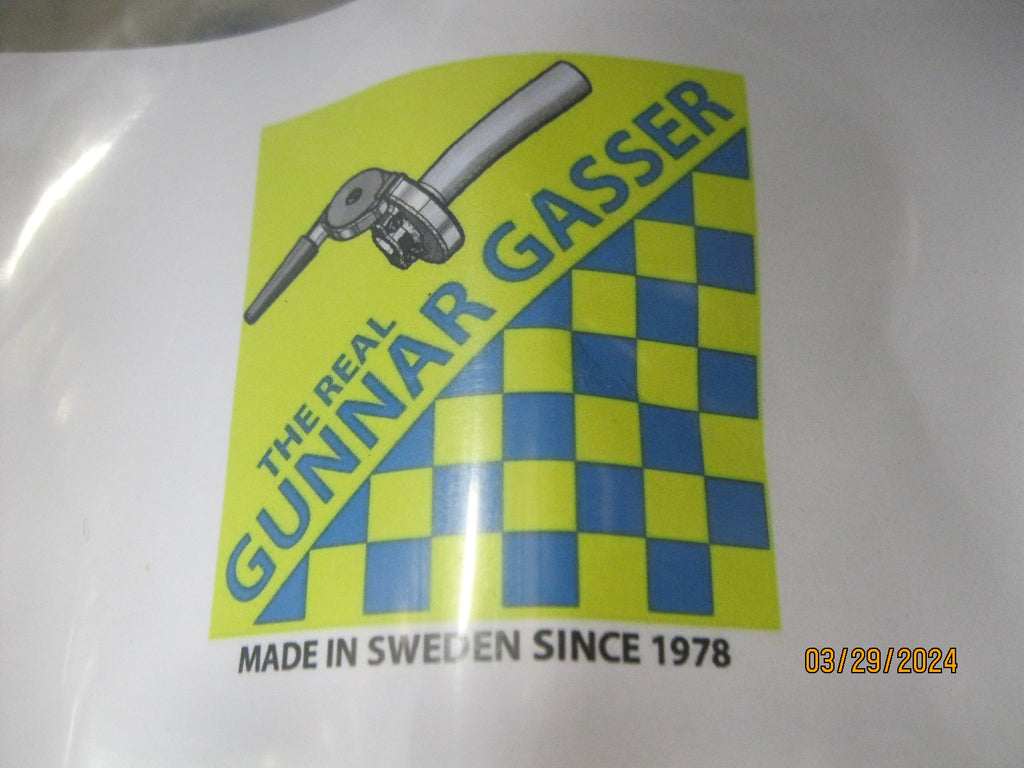 THE REAL
GUNNAR GASSER
MADE IN SWEDEN SINCE 1978
03/29/2024